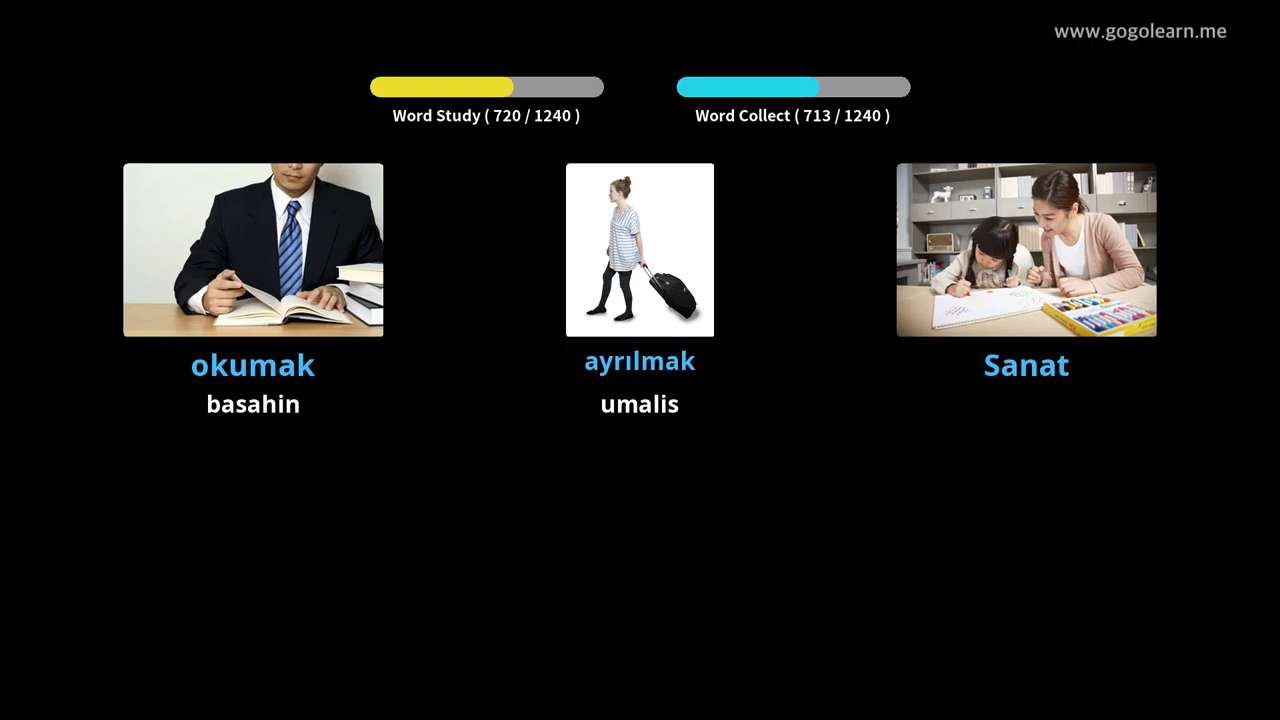 www.gogolearn.me
Word Study ( 720 / 1240 )
Word Collect ( 713 / 1240 )
okumak
basahin
ayrılmak
umalis
Sanat